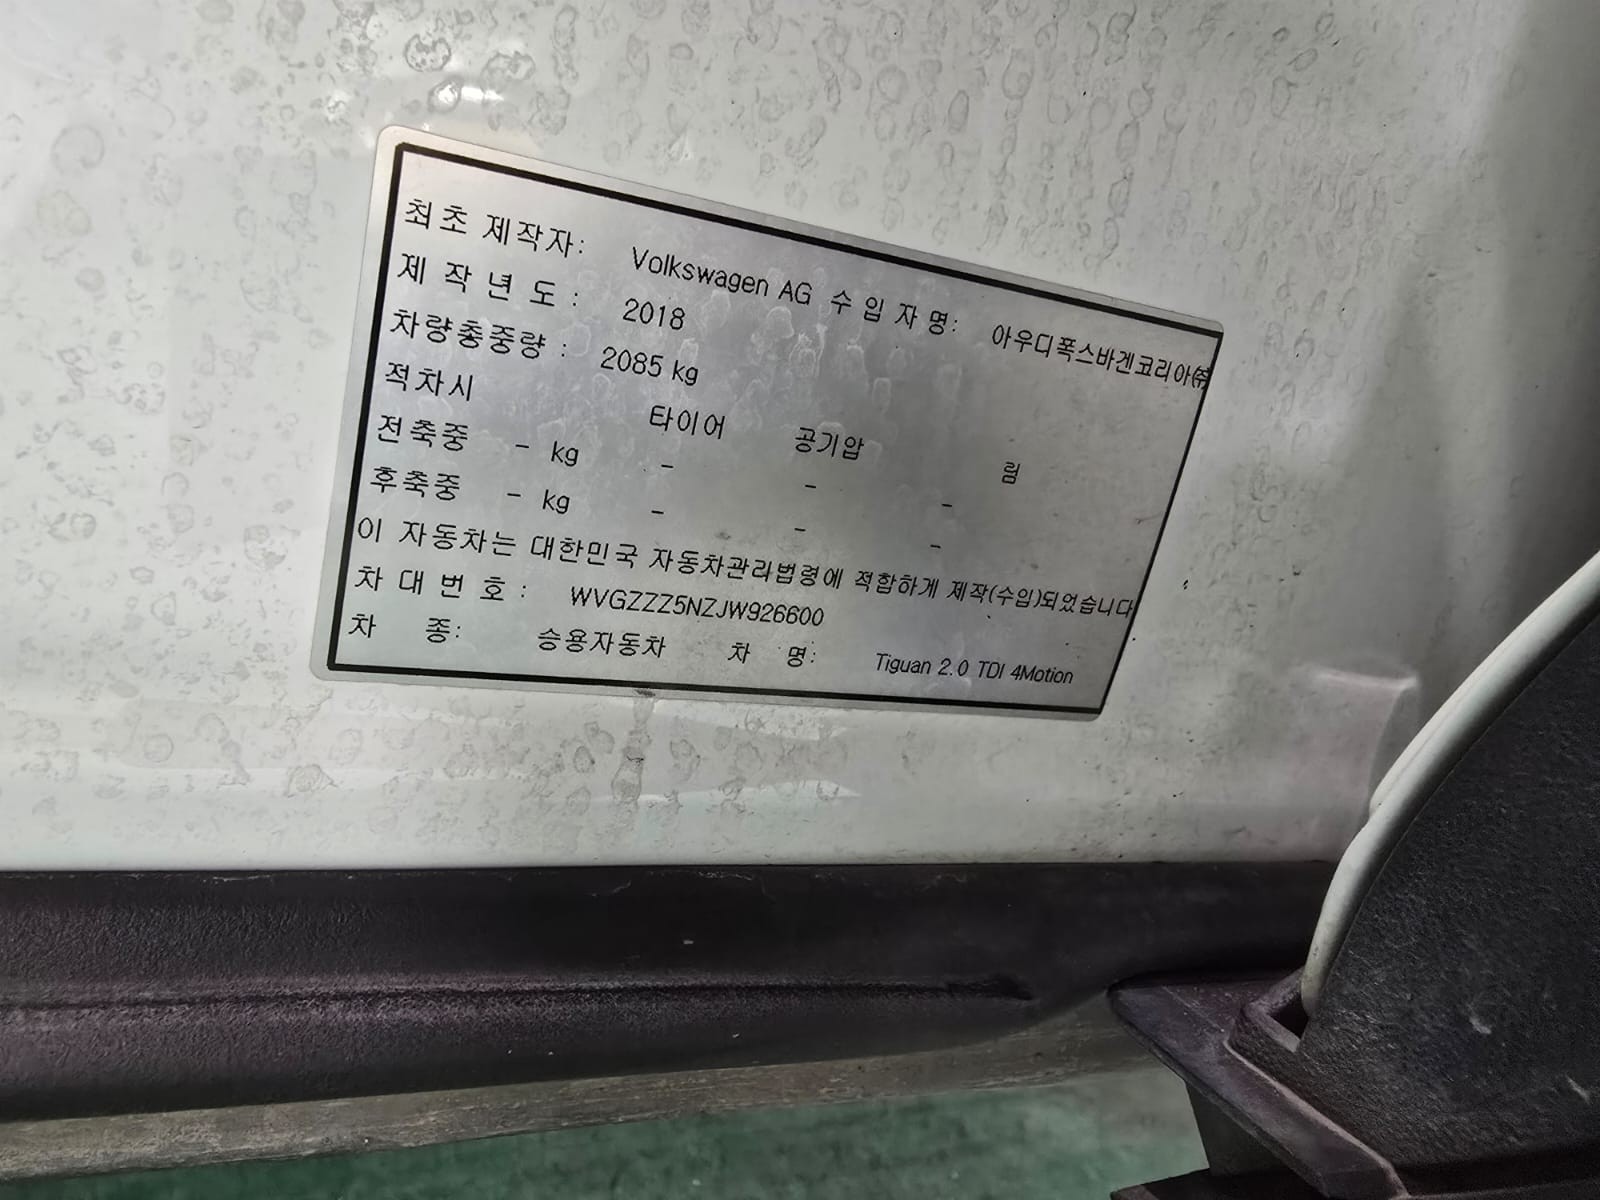 최초 제작자: Volkswagen AG 수 입 자 명: 아우디폭스바겐코리아㈜
제 작 년 도 : 2018
차량총중량 : 2085 kg
적차시 타이어 공기압 림
전축중 - kg - - -
후축중 - kg - - -
이 자동차는 대한민국 자동차관리법령에 적합하게 제작(수입)되었습니다
차 대 번 호 : WVGZZZ5NZJW926600
차 종: 승용자동차 차 명: Tiguan 2.0 TDI 4Motion